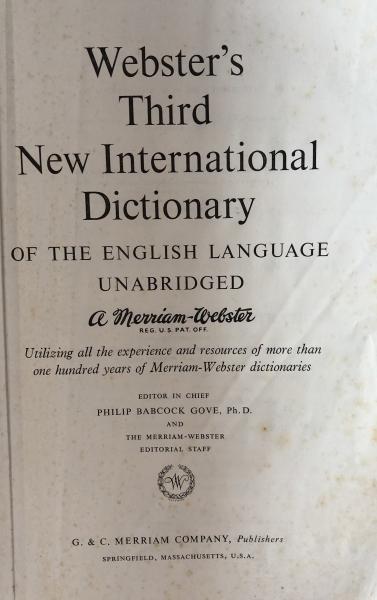 Webster's
Third
New International
Dictionary
OF THE ENGLISH LANGUAGE
UNABRIDGED
A Merriam-Webster
REG. U.S. PAT. OFF.
Utilizing all the experience and resources of more than
one hundred years of Merriam-Webster dictionaries
EDITOR IN CHIEF
PHILIP BABCOCK GOVE, Ph. D.
AND
THE MERRIAM-WEBSTER
EDITORIAL STAFF
W
G. & C. MERRIAM COMPANY, Publishers
SPRINGFIELD, MASSACHUSETTS, U.S.A.